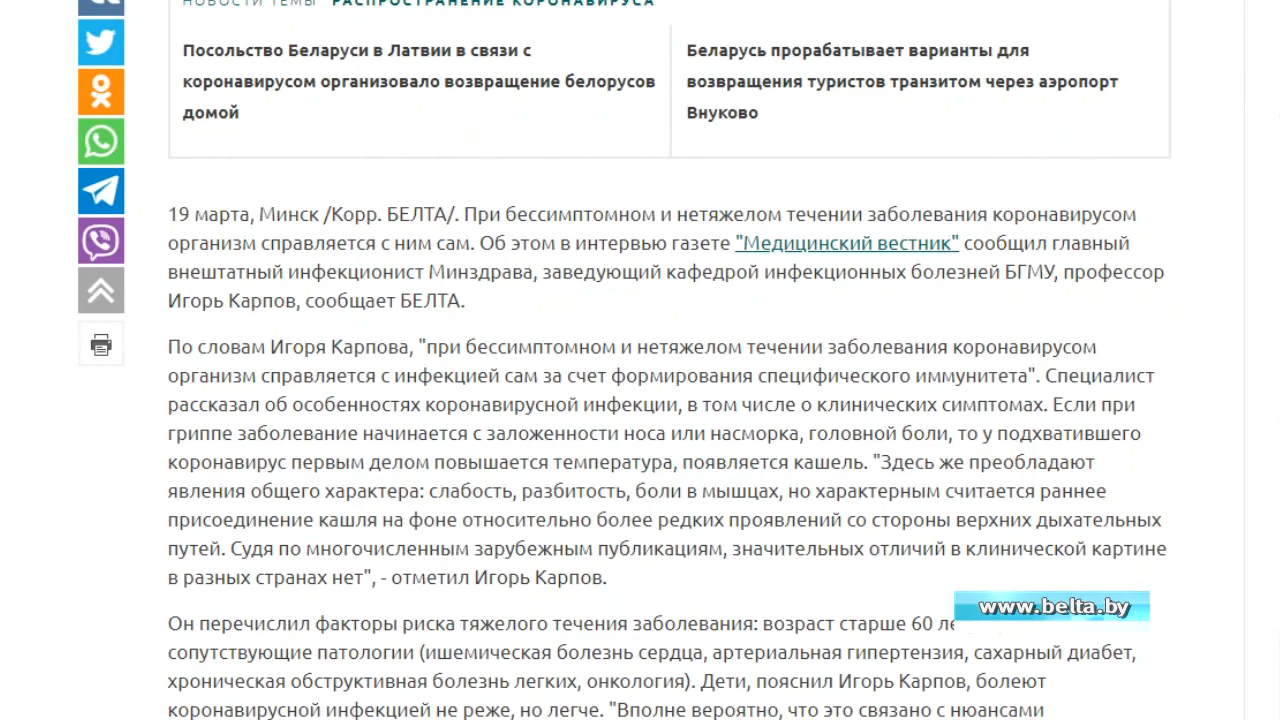 НОВОСТИ ТЕМЫ РАСПРОСТРАНЕНИЕ КОРОНАВИРУСА
Посольство Беларуси в Латвии в связи с
коронавирусом организовало возвращение белорусов
домой
Беларусь прорабатывает варианты для
возвращения туристов транзитом через аэропорт
Внуково
19 марта, Минск /Корр. БЕЛТА/. При бессимптомном и нетяжелом течении заболевания коронавирусом
организм справляется с ним сам. Об этом в интервью газете "Медицинский вестник" сообщил главный
внештатный инфекционист Минздрава, заведующий кафедрой инфекционных болезней БГМУ, профессор
Игорь Карпов, сообщает БЕЛТА.
По словам Игоря Карпова, "при бессимптомном и нетяжелом течении заболевания коронавирусом
организм справляется с инфекцией сам за счет формирования специфического иммунитета". Специалист
рассказал об особенностях коронавирусной инфекции, в том числе о клинических симптомах. Если при
гриппе заболевание начинается с заложенности носа или насморка, головной боли, то у подхватившего
коронавирус первым делом повышается температура, появляется кашель. "Здесь же преобладают
явления общего характера: слабость, разбитость, боли в мышцах, но характерным считается раннее
присоединение кашля на фоне относительно более редких проявлений со стороны верхних дыхательных
путей. Судя по многочисленным зарубежным публикациям, значительных отличий в клинической картине
в разных странах нет", - отметил Игорь Карпов.
www.belta.by
Он перечислил факторы риска тяжелого течения заболевания: возраст старше 60
сопутствующие патологии (ишемическая болезнь сердца, артериальная гипертензия, сахарный диабет,
хроническая обструктивная болезнь легких, онкология). Дети, пояснил Игорь Карпов, болеют
коронавирусной инфекцией не реже, но легче. "Вполне вероятно, что это связано с нюансами